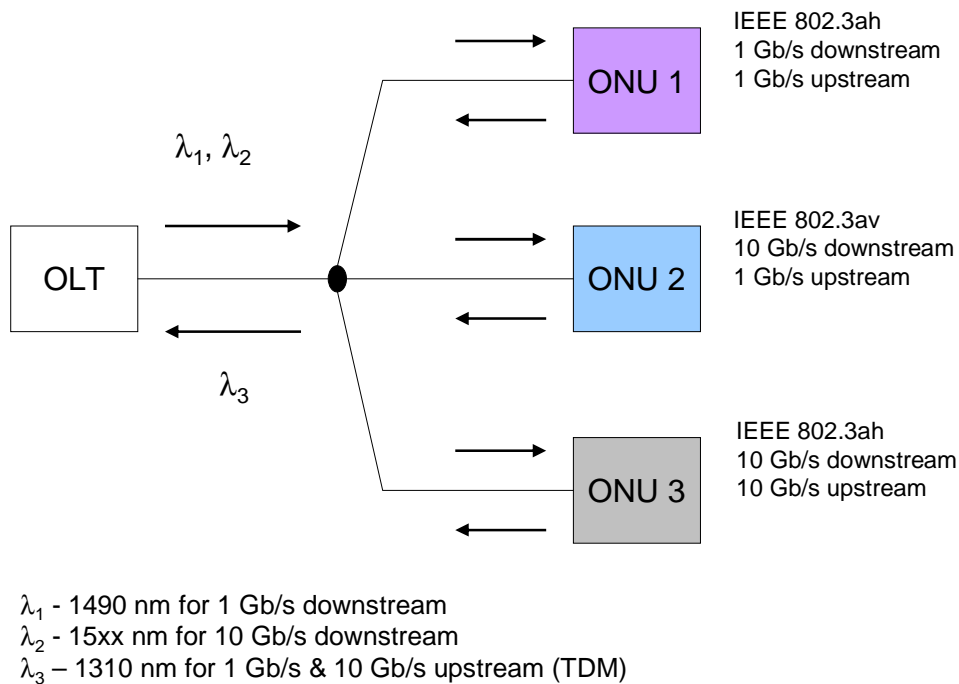 IEEE 802.3ah
1 Gb/s downstream
1 Gb/s upstream
ONU 1
λ1, λ2
IEEE 802.3av
10 Gb/s downstream
1 Gb/s upstream
OLT
ONU 2
λ3
IEEE 802.3ah
10 Gb/s downstream
10 Gb/s upstream
ONU 3
λ1 - 1490 nm for 1 Gb/s downstream
λ2 - 15xx nm for 10 Gb/s downstream
λ3 – 1310 nm for 1 Gb/s & 10 Gb/s upstream (TDM)